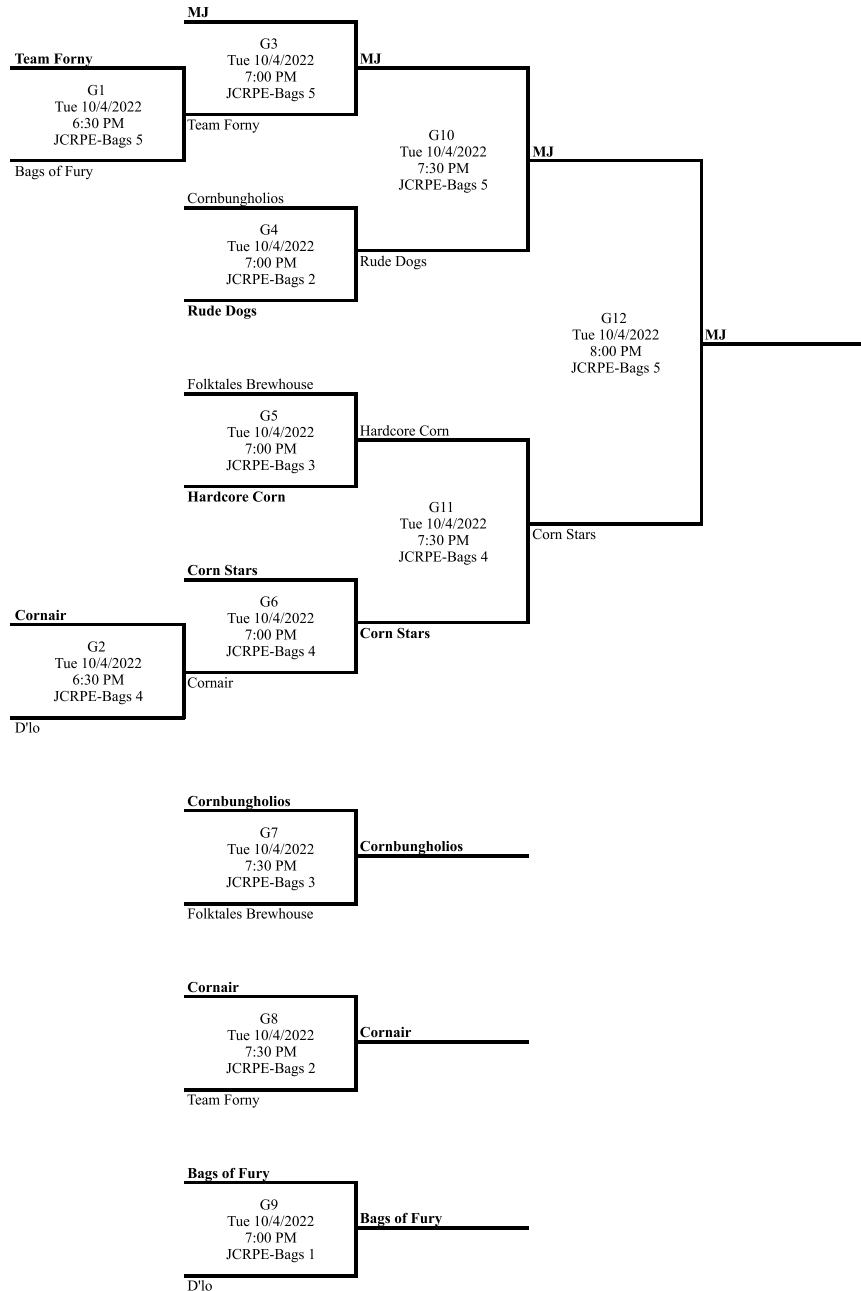 MJ
G3
Tue 10/4/2022
7:00 PM
JCRPE-Bags 5
Team Forny
MJ
G1
Tue 10/4/2022
6:30 PM
JCRPE-Bags 5
Team Forny
Bags of Fury
G10
Tue 10/4/2022
7:30 PM
JCRPE-Bags 5
MJ
Cornbungholios
G4
Tue 10/4/2022
7:00 PM
JCRPE-Bags 2
Rude Dogs
Rude Dogs
G12
Tue 10/4/2022
8:00 PM
JCRPE-Bags 5
MJ
Folktales Brewhouse
G5
Tue 10/4/2022
7:00 PM
JCRPE-Bags 3
Hardcore Corn
Hardcore Corn
G11
Tue 10/4/2022
7:30 PM
JCRPE-Bags 4
Corn Stars
Corn Stars
G6
Tue 10/4/2022
7:00 PM
JCRPE-Bags 4
Corn Stars
Cornair
G2
Tue 10/4/2022
6:30 PM
JCRPE-Bags 4
Cornair
D'lo
Cornbungholios
G7
Tue 10/4/2022
7:30 PM
JCRPE-Bags 3
Cornbungholios
Folktales Brewhouse
Cornair
G8
Tue 10/4/2022
7:30 PM
JCRPE-Bags 2
Cornair
Team Forny
Bags of Fury
G9
Tue 10/4/2022
7:00 PM
JCRPE-Bags 1
Bags of Fury
D'lo